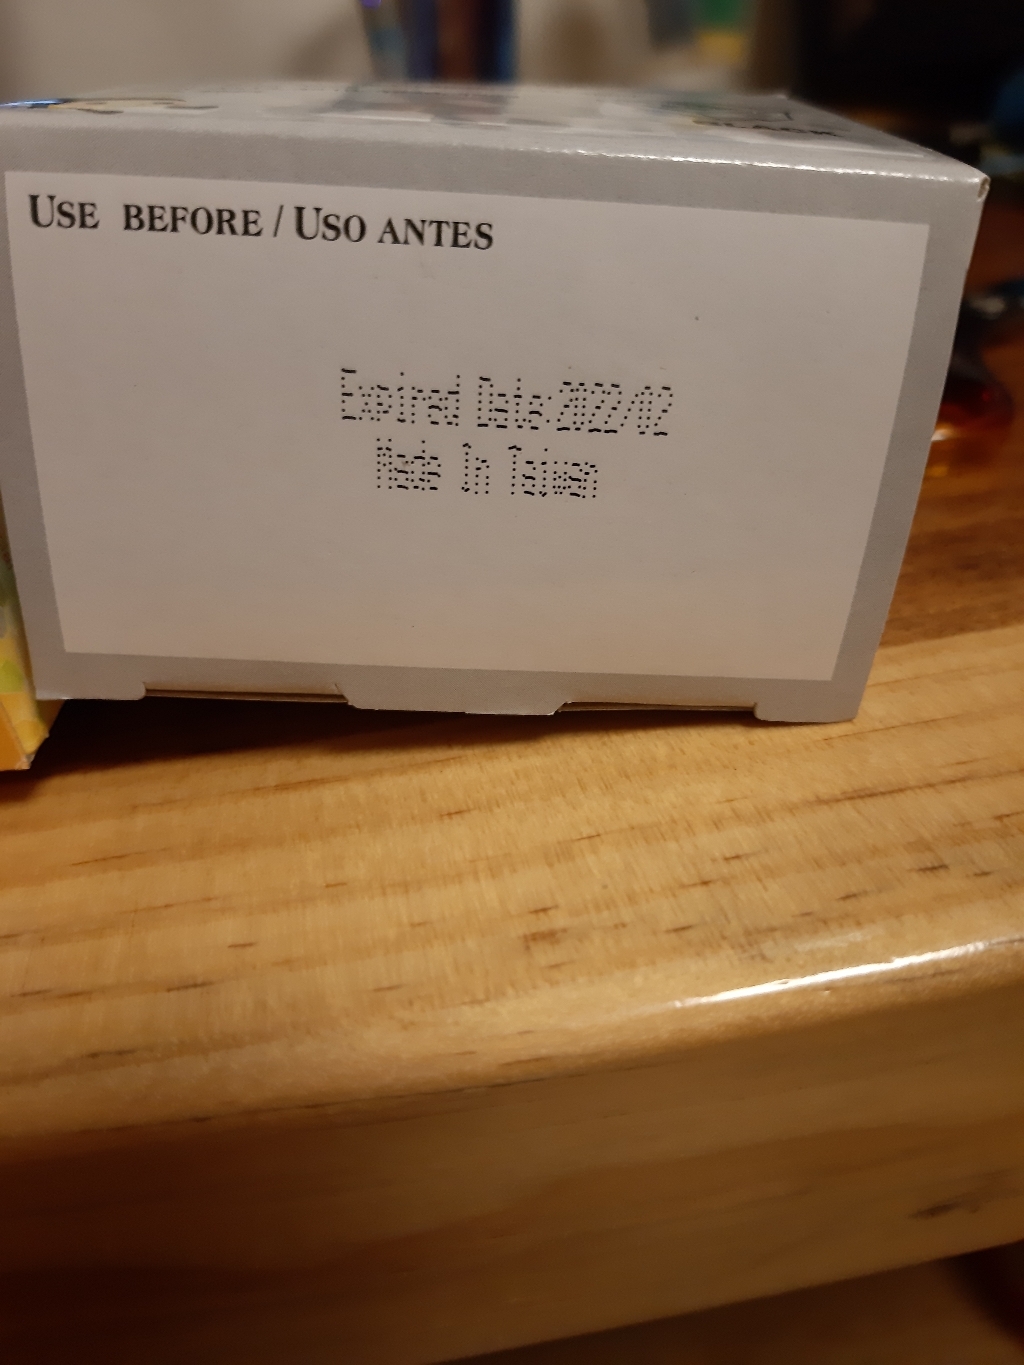 USE BEFORE / USO ANTES
Expired Date:2022/02
Made In Taiwan